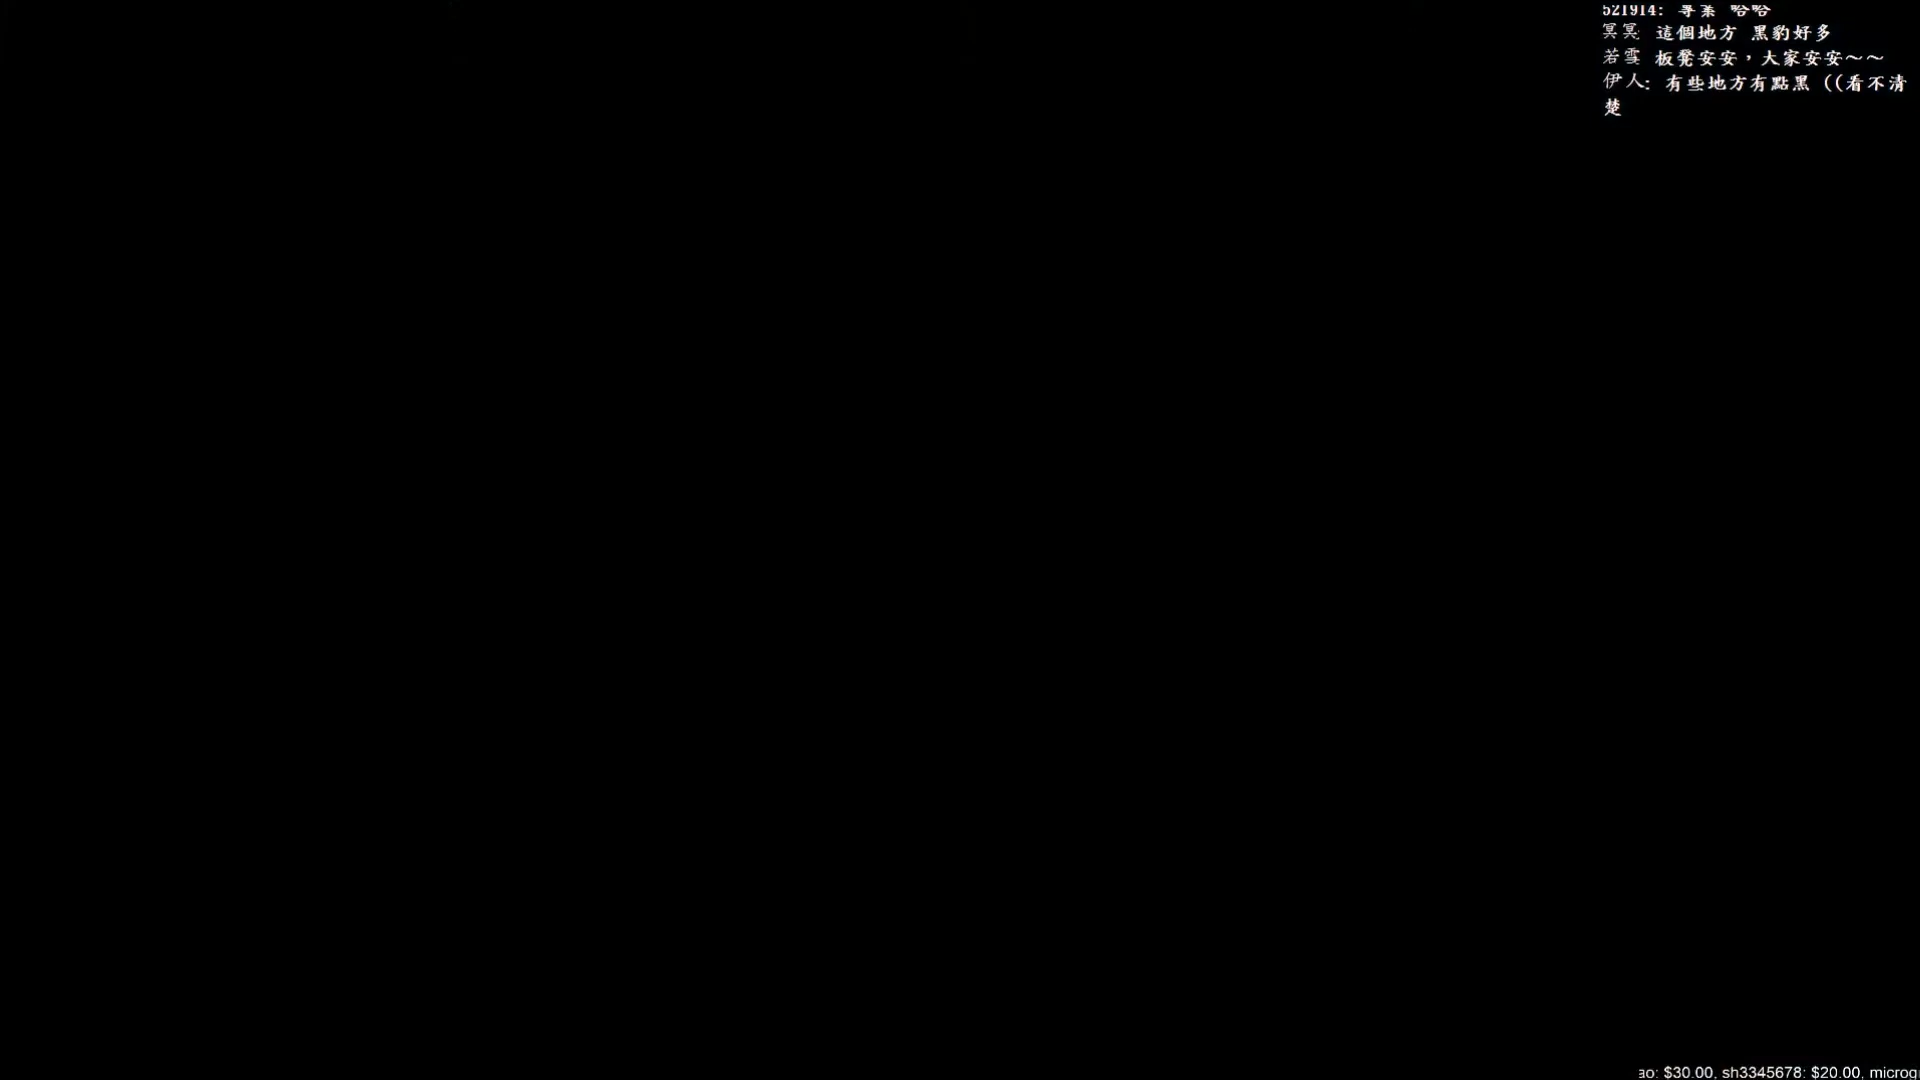 521914: 專業 哈哈
冥冥: 這個地方 黑豹好多
若雪 板凳安安，大家安安～～
伊人: 有些地方有點黑 ((看不清
楚
ao: $30.00, sh3345678: $20.00, microg